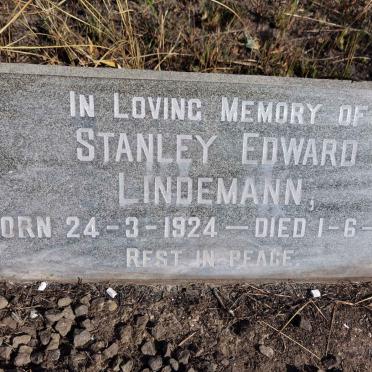 IN LOVING MEMORY OF
STANLEY EDWARD
LINDEMANN,
ORN 24-3-1924 — DIED 1-6-
REST IN PEACE